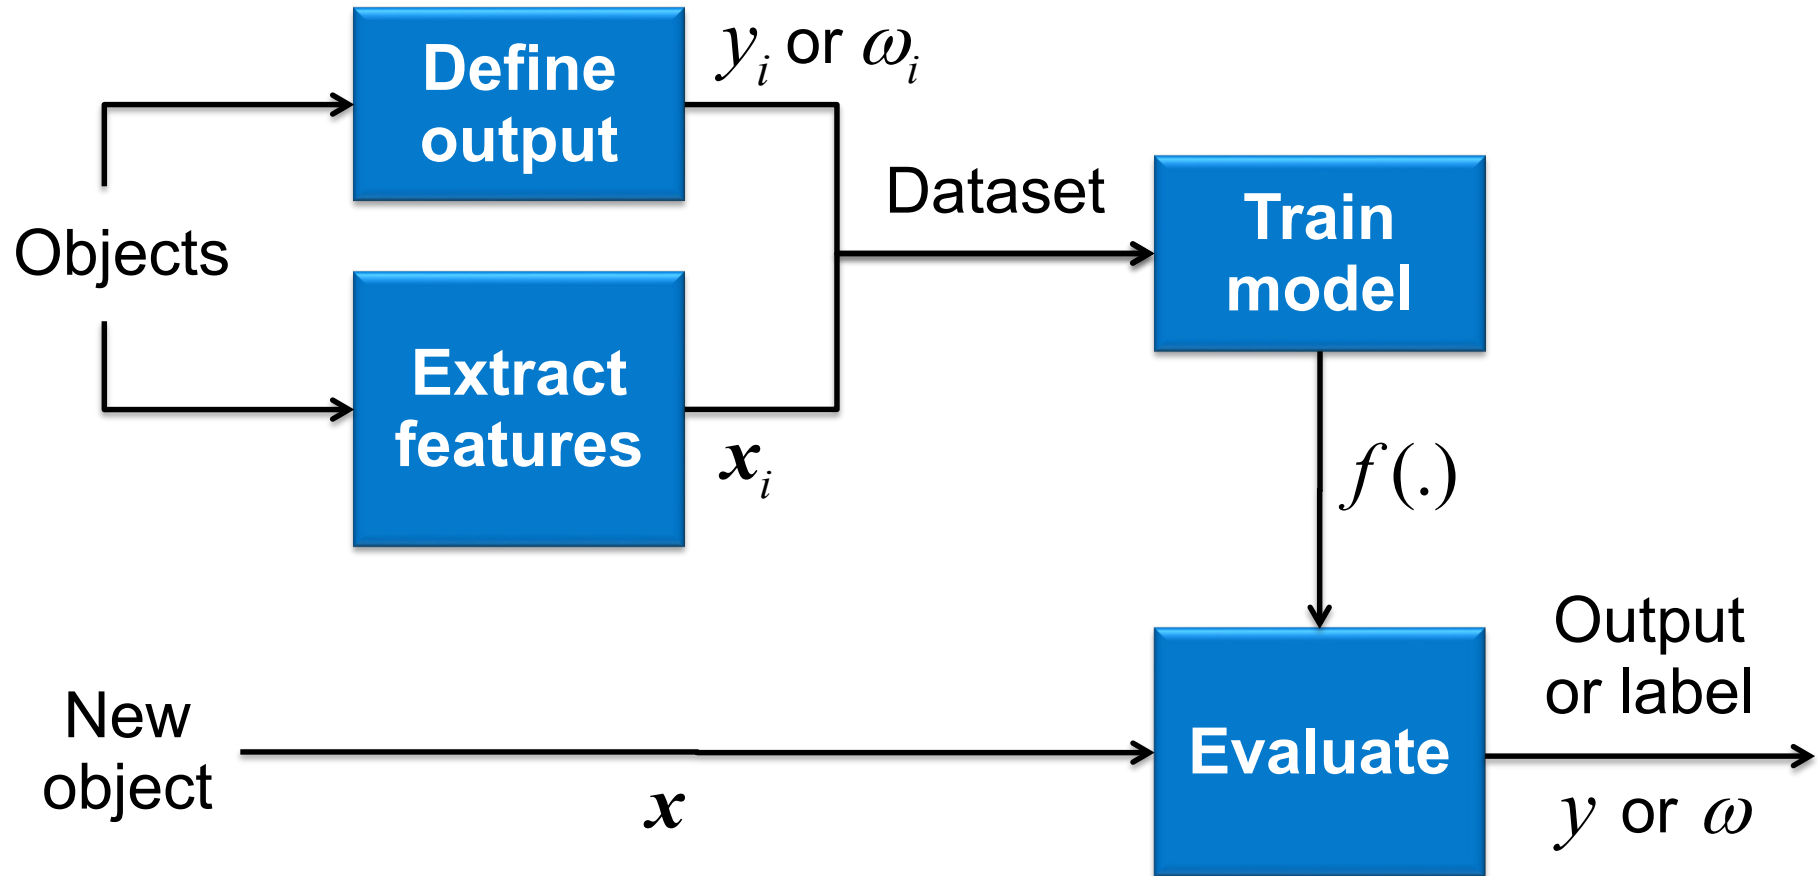 Define
output
y_i or ω_i
Objects
Dataset
Train
model
Extract
features
x_i
f(.)
New
object
x
Evaluate
Output
or label
y or ω